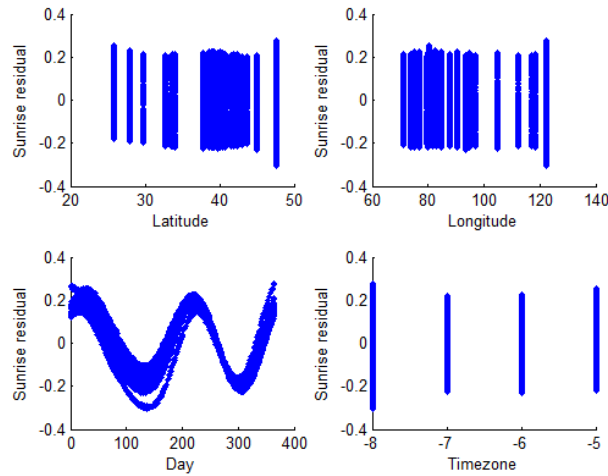 0.4
0.2
0
-0.2
-0.4
20 30 40 50
Latitude
Sunrise residual
0.4
0.2
0
-0.2
-0.4
60 80 100 120 140
Longitude
Sunrise residual
0.4
0.2
0
-0.2
-0.4
0 100 200 300 400
Day
Sunrise residual
0.4
0.2
0
-0.2
-0.4
-8 -7 -6 -5
Timezone
Sunrise residual